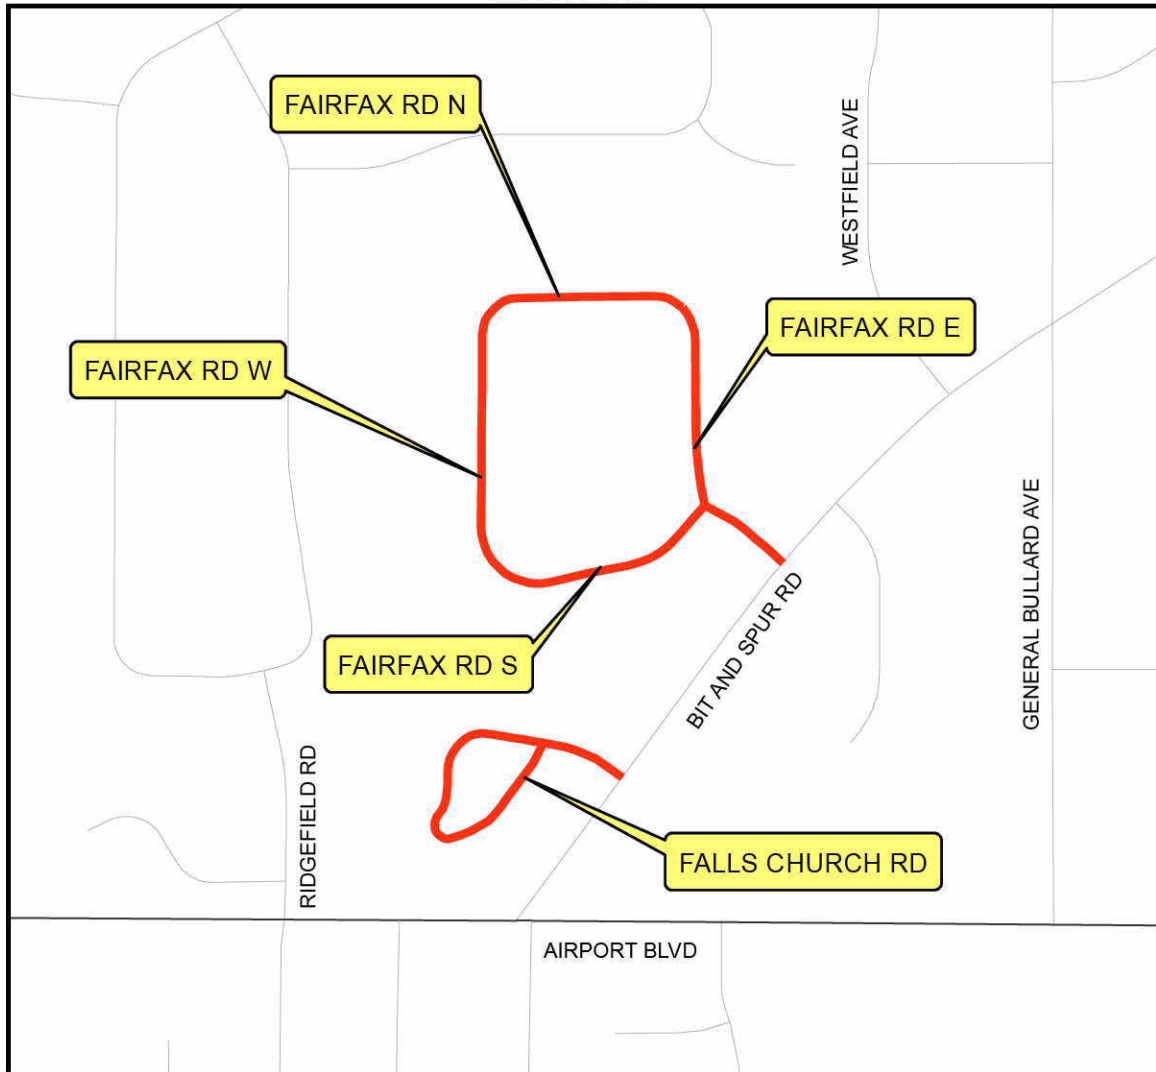 FAIRFAX RD N
WESTFIELD AVE
FAIRFAX RD E
FAIRFAX RD W
GENERAL BULLARD AVE
BIT AND SPUR RD
FAIRFAX RD S
RIDGEFIELD RD
FALLS CHURCH RD
AIRPORT BLVD